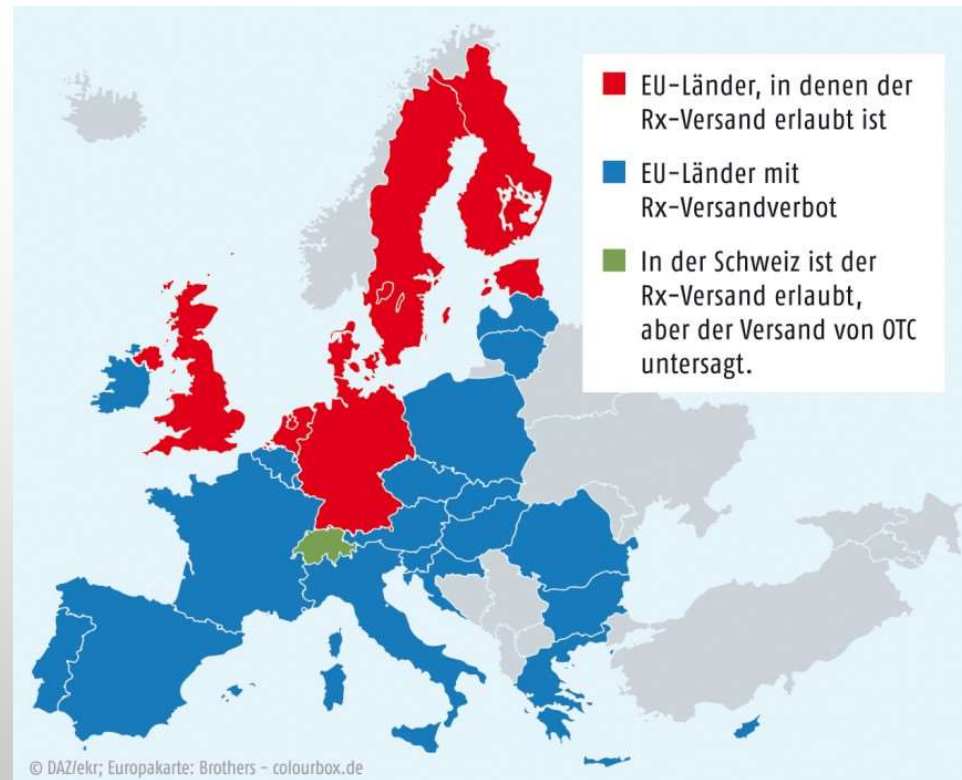 EU-Länder, in denen der
Rx-Versand erlaubt ist
EU-Länder mit
Rx-Versandverbot
In der Schweiz ist der
Rx-Versand erlaubt,
aber der Versand von OTC
untersagt.
© DAZ/ekr; Europakarte: Brothers - colourbox.de